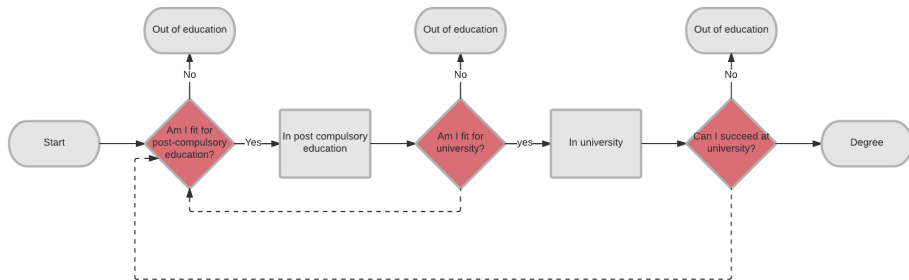 Out of education
Out of education
Out of education
No
No
No
Start
Am I fit for
post-compulsory
education?
Yes
In post compulsory
education
Am I fit for
university?
yes
In university
Can I succeed at
university?
Degree